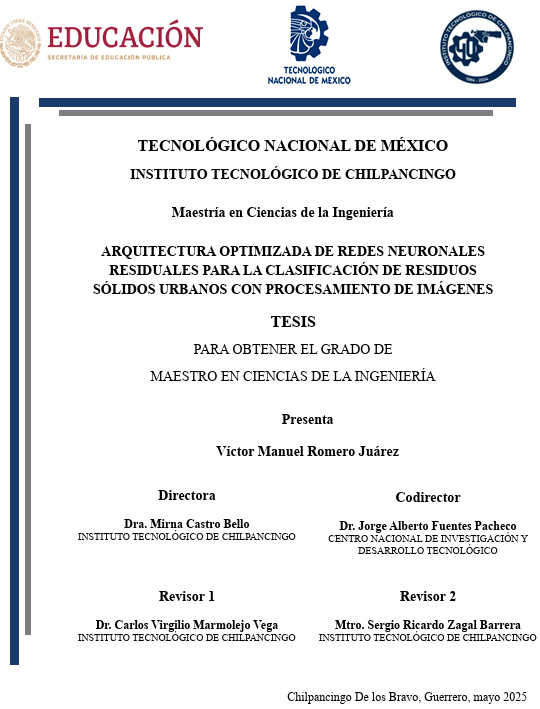 EDUCACIÓN
SECRETARÍA DE EDUCACIÓN PÚBLICA
TECNOLÓGICO
NACIONAL DE MÉXICO
INSTITUTO TECNOLÓGICO DE CHILPANCINGO
TECNOLÓGICO NACIONAL DE MÉXICO
INSTITUTO TECNOLÓGICO DE CHILPANCINGO
Maestría en Ciencias de la Ingeniería
ARQUITECTURA OPTIMIZADA DE REDES NEURONALES
RESIDUALES PARA LA CLASIFICACIÓN DE RESIDUOS
SÓLIDOS URBANOS CON PROCESAMIENTO DE IMÁGENES
TESIS
PARA OBTENER EL GRADO DE
MAESTRO EN CIENCIAS DE LA INGENIERÍA
Presenta
Víctor Manuel Romero Juárez
Directora
Dra. Mirna Castro Bello
INSTITUTO TECNOLÓGICO DE CHILPANCINGO
Codirector
Dr. Jorge Alberto Fuentes Pacheco
CENTRO NACIONAL DE INVESTIGACIÓN Y
DESARROLLO TECNOLÓGICO
Revisor 1
Dr. Carlos Virgilio Marmolejo Vega
INSTITUTO TECNOLÓGICO DE CHILPANCINGO
Revisor 2
Mtro. Sergio Ricardo Zagal Barrera
INSTITUTO TECNOLÓGICO DE CHILPANCINGO
Chilpancingo De los Bravo, Guerrero, mayo 2025